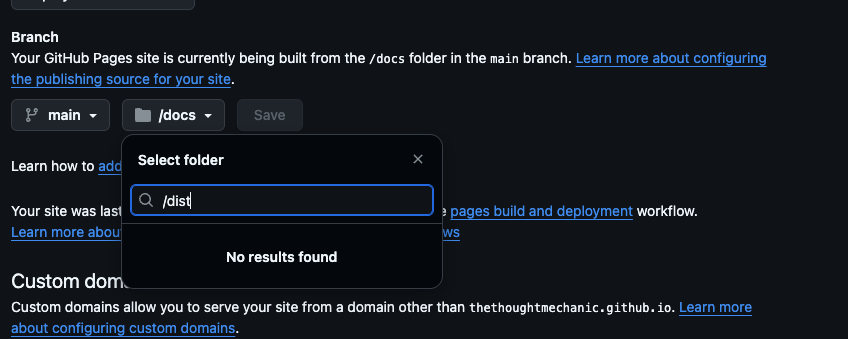 Branch
Your GitHub Pages site is currently being built from the /docs folder in the main branch. Learn more about configuring
the publishing source for your site.
main
/docs
Save
Select folder
Learn how to add
/dist
Your site was last
pages build and deployment workflow.
Learn more about
No results found
Custom dom
Custom domains allow you to serve your site from a domain other than thethoughtmechanic.github.io. Learn more
about configuring custom domains.